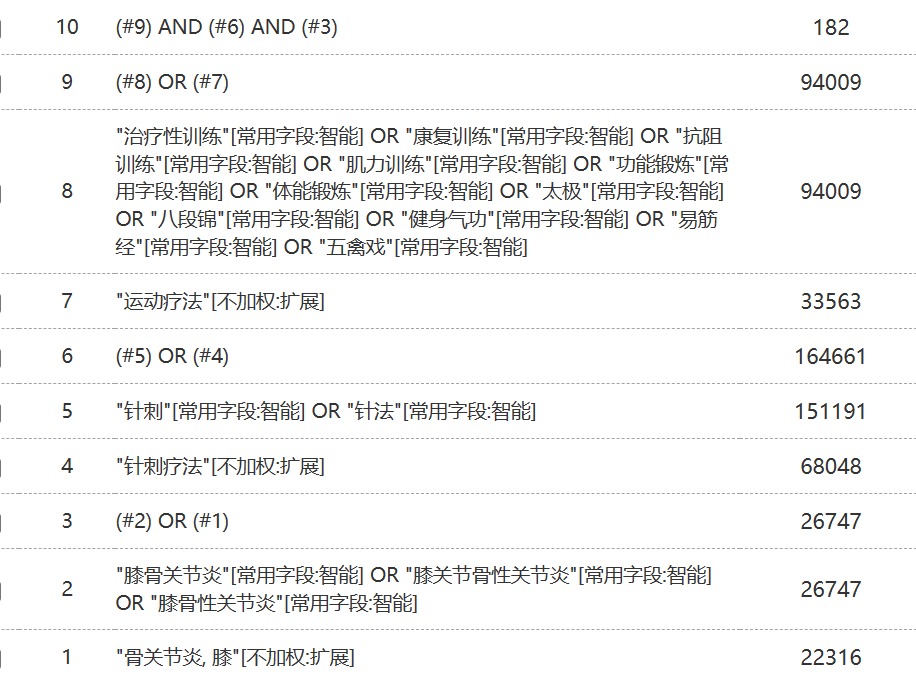 10 (#9) AND (#6) AND (#3) 182
9 (#8) OR (#7) 94009
"治疗性训练"[常用字段:智能] OR "康复训练"[常用字段:智能] OR "抗阻
训练"[常用字段:智能] OR "肌力训练"[常用字段:智能] OR "功能锻炼"[常
8 用字段:智能] OR "体能锻炼"[常用字段:智能] OR "太极"[常用字段:智能] 94009
OR "八段锦"[常用字段:智能] OR "健身气功"[常用字段:智能] OR "易筋
经"[常用字段:智能] OR "五禽戏"[常用字段:智能]
7 "运动疗法"[不加权:扩展] 33563
6 (#5) OR (#4) 164661
5 "针刺"[常用字段:智能] OR "针法"[常用字段:智能] 151191
4 "针刺疗法"[不加权:扩展] 68048
3 (#2) OR (#1) 26747
2 "膝骨关节炎"[常用字段:智能] OR "膝关节骨性关节炎"[常用字段:智能] 26747
OR "膝骨性关节炎"[常用字段:智能]
1 "骨关节炎, 膝"[不加权:扩展] 22316